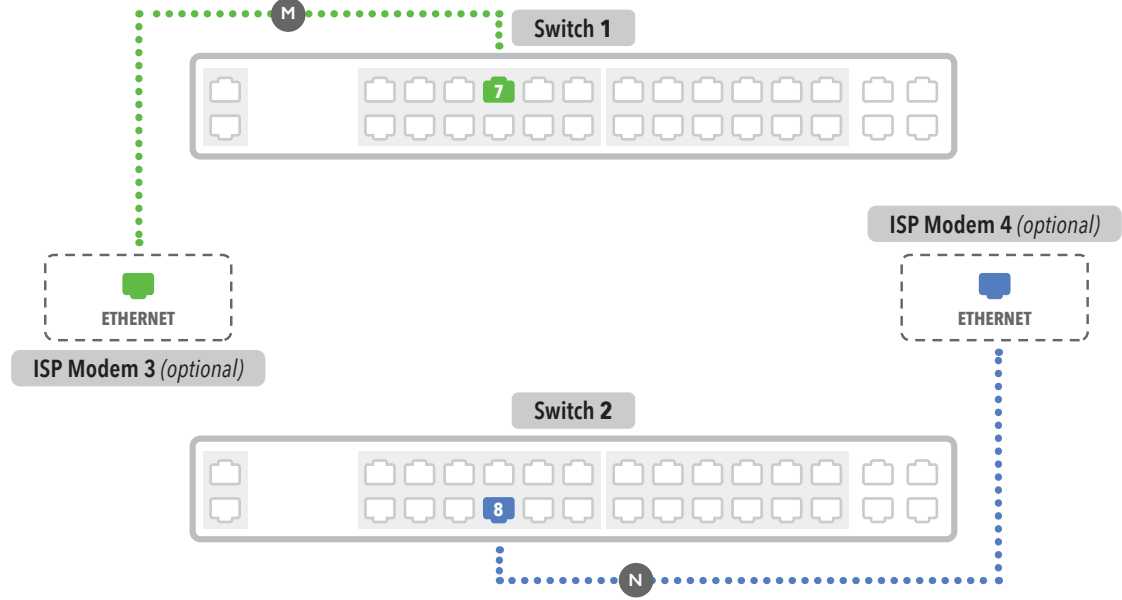 M
Switch 1
7
ISP Modem 4 (optional)
ETHERNET
ETHERNET
ISP Modem 3 (optional)
Switch 2
8
N